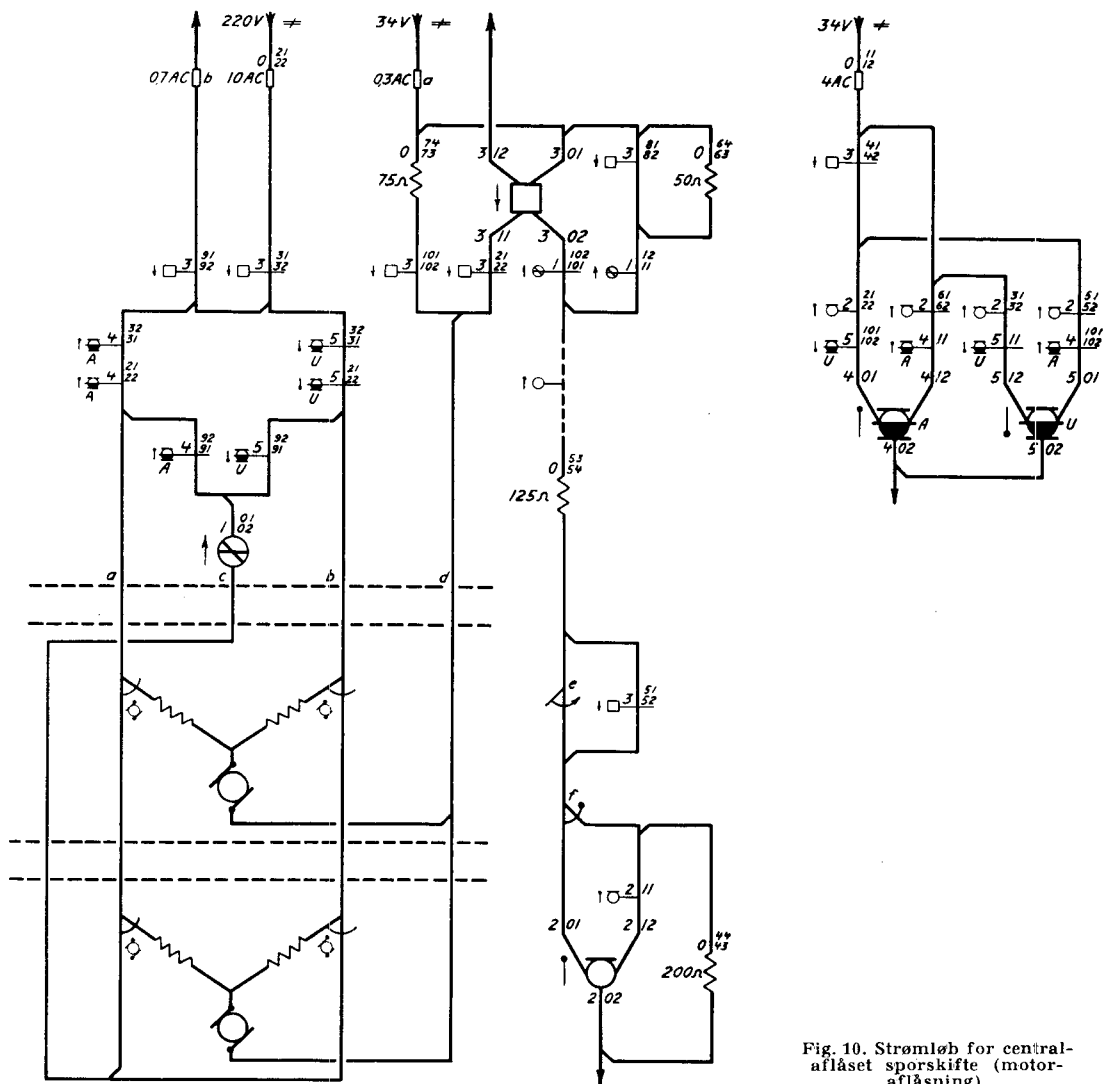 220V ≠
34V ≠
34V ≠
0 21
22
0 11
12
0,7AC b
10AC
0,3AC a
4AC
0 74
73
3 12
3 01
3 81
82
0 64
63
3 41
42
75Ω
50Ω
3 11
3 02
3 91
92
3 31
32
3 101
102
3 21
22
1 102
101
1 12
11
2 21
22
2 61
62
2 31
32
2 51
52
4 32
31
A
5 32
31
U
5 101
102
U
4 11
A
5 11
U
4 101
102
A
4 21
22
A
5 21
22
U
4 01
4 12
5 12
5 01
A
U
4 02
5 02
4 92
91
A
5 92
91
U
0 53
54
125Ω
1 01
02
a
c
b
d
e
3 51
52
f
2 11
2 01
2 12
0 44
43
200Ω
2 02
Fig. 10. Strømløb for central-
aflåset sporskifte (motor-
aflåsning)